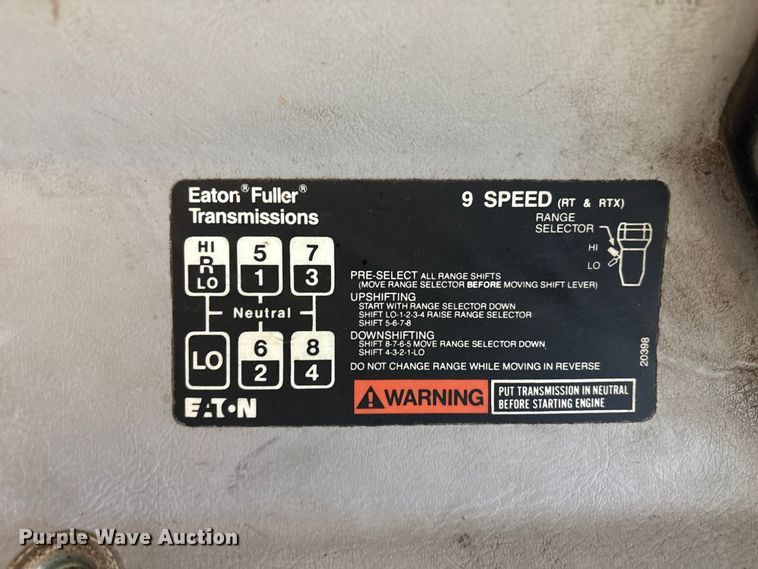 Eaton® Fuller®
Transmissions
9 SPEED (RT & RTX)
RANGE
SELECTOR
HI
LO
HI
R
LO
5
1
7
3
Neutral
LO
6
2
8
4
PRE-SELECT ALL RANGE SHIFTS
(MOVE RANGE SELECTOR BEFORE MOVING SHIFT LEVER)
UPSHIFTING
START WITH RANGE SELECTOR DOWN
SHIFT LO-1-2-3-4 RAISE RANGE SELECTOR
SHIFT 5-6-7-8
DOWNSHIFTING
SHIFT 8-7-6-5 MOVE RANGE SELECTOR DOWN
SHIFT 4-3-2-1-LO
DO NOT CHANGE RANGE WHILE MOVING IN REVERSE
20398
EATON
WARNING
PUT TRANSMISSION IN NEUTRAL
BEFORE STARTING ENGINE
Purple Wave Auction